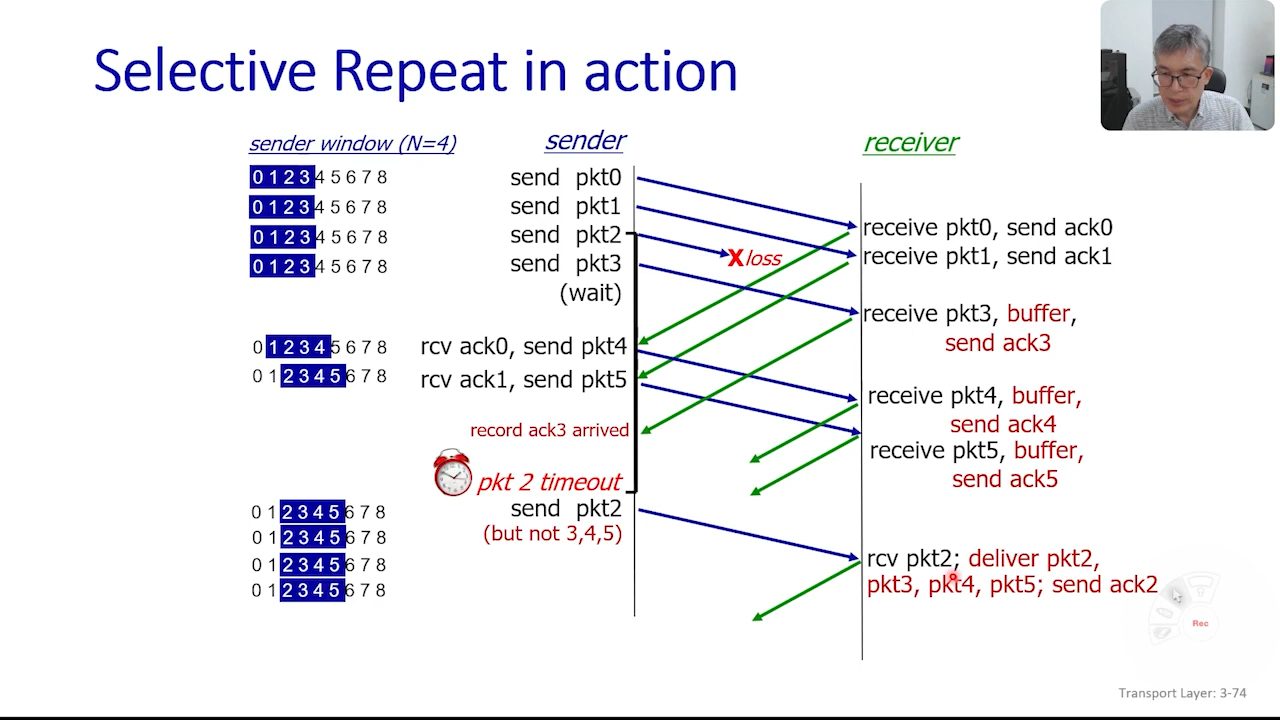 Selective Repeat in action
sender window (N=4)
sender
receiver
0 1 2 3 4 5 6 7 8
send pkt0
0 1 2 3 4 5 6 7 8
send pkt1
0 1 2 3 4 5 6 7 8
send pkt2
0 1 2 3 4 5 6 7 8
send pkt3
(wait)
X loss
receive pkt0, send ack0
receive pkt1, send ack1
receive pkt3, buffer,
send ack3
0 1 2 3 4 5 6 7 8
rcv ack0, send pkt4
0 1 2 3 4 5 6 7 8
rcv ack1, send pkt5
receive pkt4, buffer,
send ack4
record ack3 arrived
receive pkt5, buffer,
send ack5
pkt 2 timeout
0 1 2 3 4 5 6 7 8
send pkt2
0 1 2 3 4 5 6 7 8
(but not 3,4,5)
0 1 2 3 4 5 6 7 8
0 1 2 3 4 5 6 7 8
rcv pkt2; deliver pkt2,
pkt3, pkt4, pkt5; send ack2
Rec
Transport Layer: 3-74